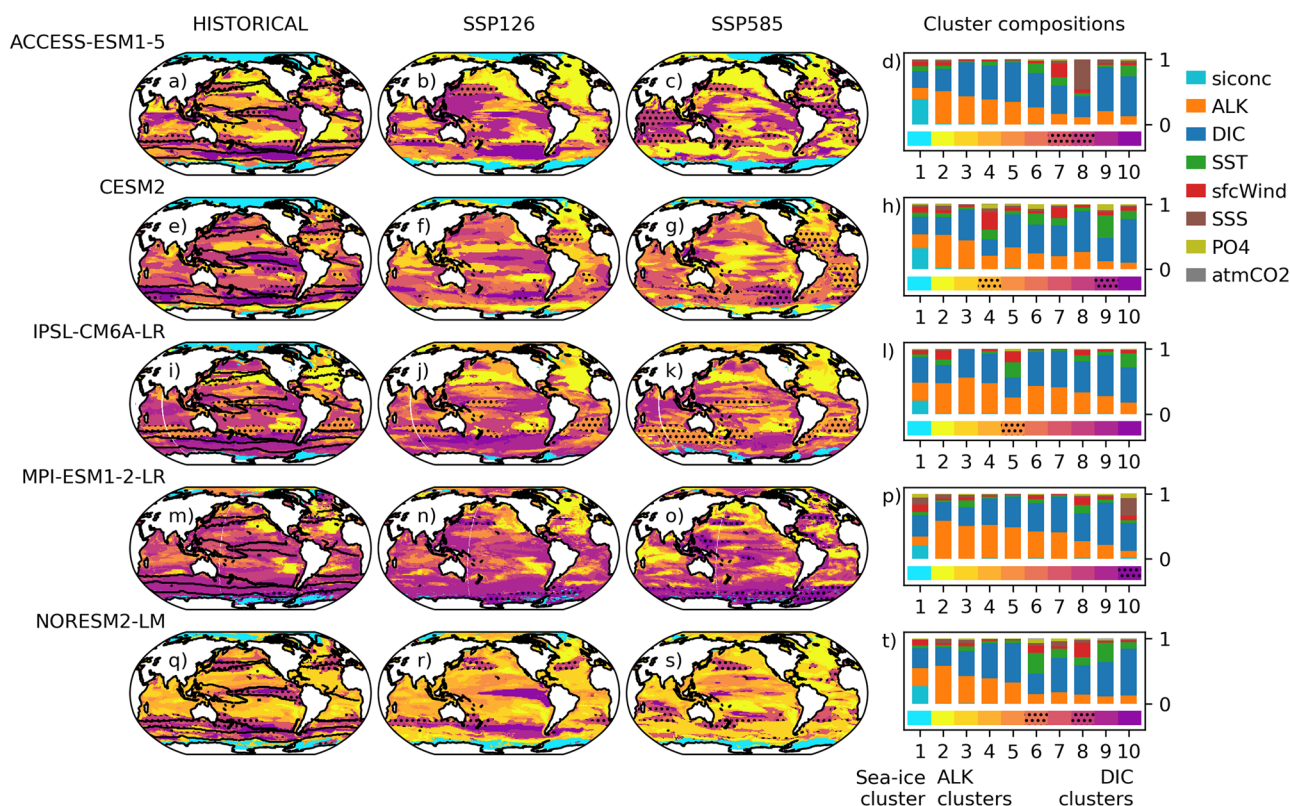 HISTORICAL SSP126 SSP585 Cluster compositions
ACCESS-ESM1-5
a) b) c) d) 1
0
1 2 3 4 5 6 7 8 9 10
siconc
ALK
DIC
SST
sfcWind
SSS
PO4
atmCO2
CESM2
e) f) g) h) 1
0
1 2 3 4 5 6 7 8 9 10
IPSL-CM6A-LR
i) j) k) l) 1
0
1 2 3 4 5 6 7 8 9 10
MPI-ESM1-2-LR
m) n) o) p) 1
0
1 2 3 4 5 6 7 8 9 10
NORESM2-LM
q) r) s) t) 1
0
1 2 3 4 5 6 7 8 9 10
Sea-ice ALK DIC
cluster clusters clusters